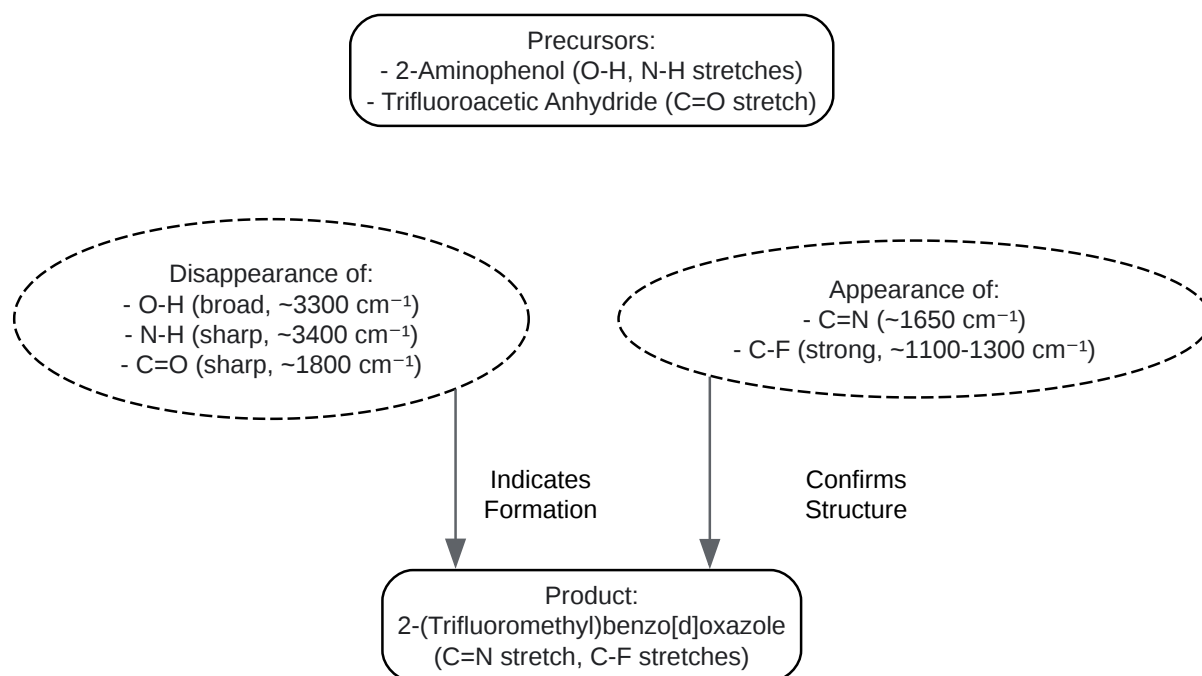 Precursors:
- 2-Aminophenol (O-H, N-H stretches)
- Trifluoroacetic Anhydride (C=O stretch)
Disappearance of:
- O-H (broad, ~3300 cm⁻¹)
- N-H (sharp, ~3400 cm⁻¹)
- C=O (sharp, ~1800 cm⁻¹)
Appearance of:
- C=N (~1650 cm⁻¹)
- C-F (strong, ~1100-1300 cm⁻¹)
Indicates
Formation
Confirms
Structure
Product:
2-(Trifluoromethyl)benzo[d]oxazole
(C=N stretch, C-F stretches)